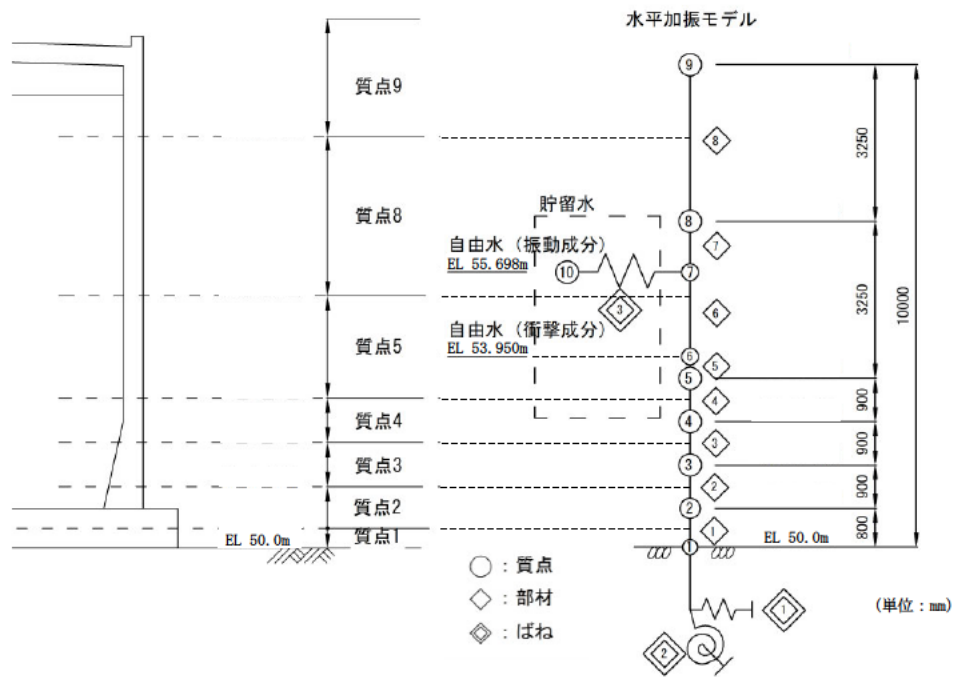 水平加振モデル
質点9
質点8
質点5
質点4
質点3
質点2
質点1
EL 50.0m
貯留水
自由水（振動成分）
EL 55.698m
自由水（衝撃成分）
EL 53.950m
9
8
8
7
10
7
3
6
6
5
5
4
4
3
3
2
2
1
1
EL 50.0m
3250
3250
900
900
900
800
10000
1
2
○：質点
◇：部材
：ばね
(単位：mm)